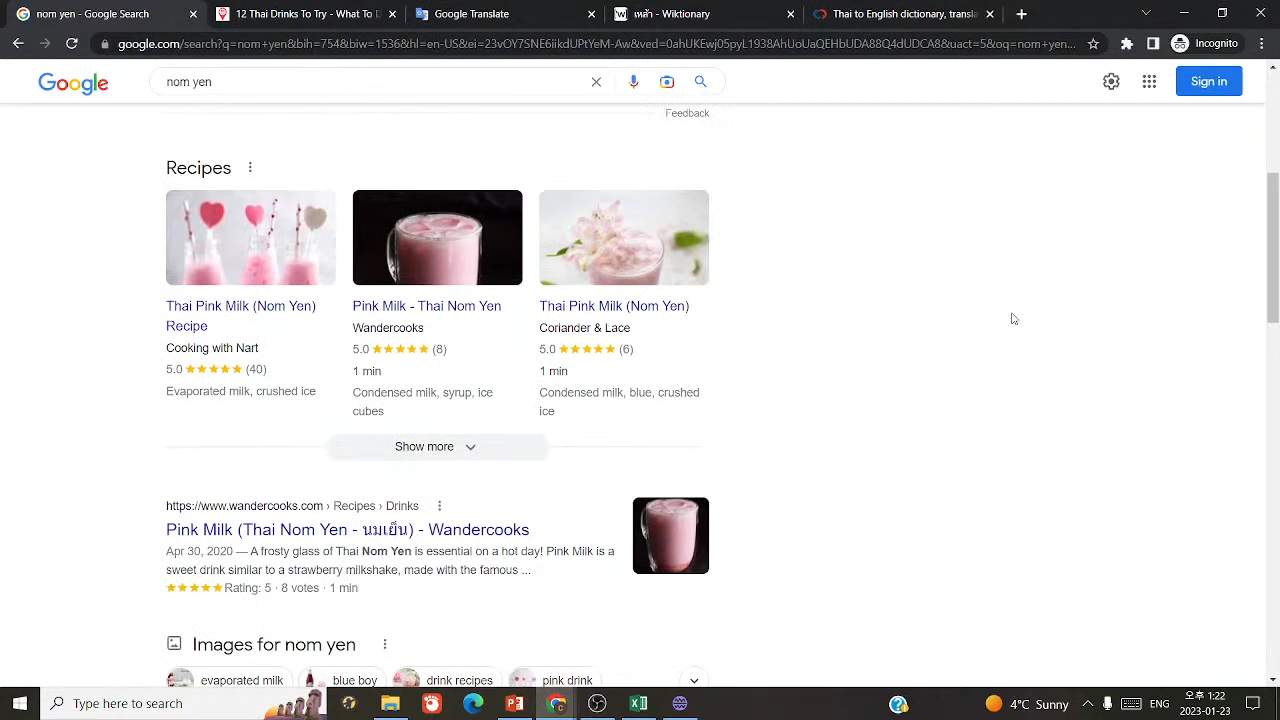 nom yen - Google Search
12 Thai Drinks To Try - What To D
Google Translate
Wiktionary
Thai to English dictionary, transla
google.com/search?q=nom+yen&bih=754&biw=1536&hl=en-US&ei=23vOY7SNE6iikdUPtYeM-Aw&ved=0ahUKEwj05pyL1938AhUoUaQEHbUDA88Q4dUDCA8&uact=5&oq=nom+yen...
Incognito
Google
nom yen
Sign in
Feedback
Recipes
Thai Pink Milk (Nom Yen) Recipe
Cooking with Nart
5.0 (40)
Evaporated milk, crushed ice
Pink Milk - Thai Nom Yen
Wandercooks
5.0 (8)
1 min
Condensed milk, syrup, ice cubes
Thai Pink Milk (Nom Yen)
Coriander & Lace
5.0 (6)
1 min
Condensed milk, blue, crushed ice
Show more
https://www.wandercooks.com › Recipes › Drinks
Pink Milk (Thai Nom Yen - นมเย็น) - Wandercooks
Apr 30, 2020 — A frosty glass of Thai Nom Yen is essential on a hot day! Pink Milk is a
sweet drink similar to a strawberry milkshake, made with the famous ...
Rating: 5 · 8 votes · 1 min
Images for nom yen
evaporated milk
blue boy
drink recipes
pink drink
Type here to search
4°C Sunny
ENG
오후 1:22
2023-01-23